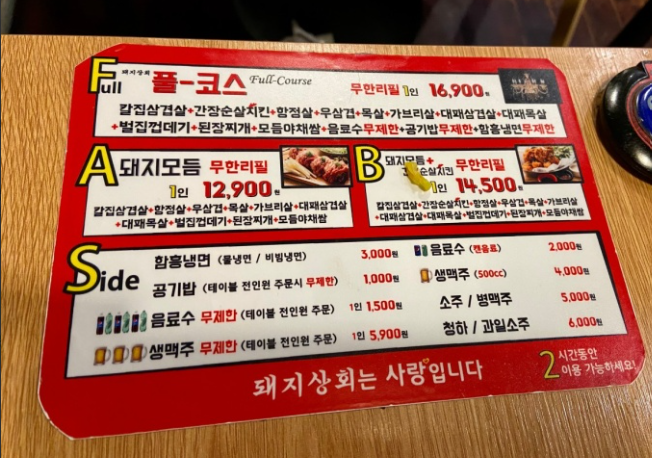 Full 돼지상회 풀-코스 Full-Course 무한리필 1인 16,900원
칼집삼겹살+간장순살치킨+항정살+우삼겹+목살+가브리살+대패삼겹살+대패목살
+벌집껍데기+된장찌개+모듬야채쌈+음료수무제한+공기밥무제한+함흥냉면무제한
A 돼지모듬 무한리필
1인 12,900원
칼집삼겹살+항정살+우삼겹+목살+가브리살+대패삼겹살
+대패목살+벌집껍데기+된장찌개+모듬야채쌈
B 돼지모듬+ 무한리필
순살치킨 1인 14,500원
칼집삼겹살+간장순살치킨+항정살+우삼겹+목살+가브리살
+대패삼겹살+대패목살+벌집껍데기+된장찌개+모듬야채쌈
Side
함흥냉면 (물냉면 / 비빔냉면) 3,000원
공기밥 (테이블 전인원 주문시 무제한) 1,000원
음료수 무제한 (테이블 전인원 주문) 1인 1,500원
생맥주 무제한 (테이블 전인원 주문) 1인 5,900원
음료수 (캔음료) 2,000원
생맥주 (500cc) 4,000원
소주 / 병맥주 5,000원
청하 / 과일소주 6,000원
돼지상회는 사랑입니다
2시간동안
이용 가능하세요!